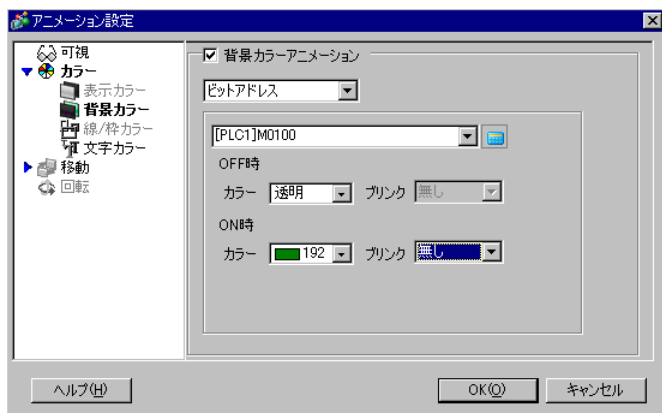 アニメーション設定
可視
カラー
表示カラー
背景カラー
線/枠カラー
文字カラー
移動
回転
背景カラーアニメーション
ビットアドレス
[PLC1]M0100
OFF時
カラー 透明 ブリンク 無し
ON時
カラー 192 ブリンク 無し
ヘルプ(H) OK(O) キャンセル